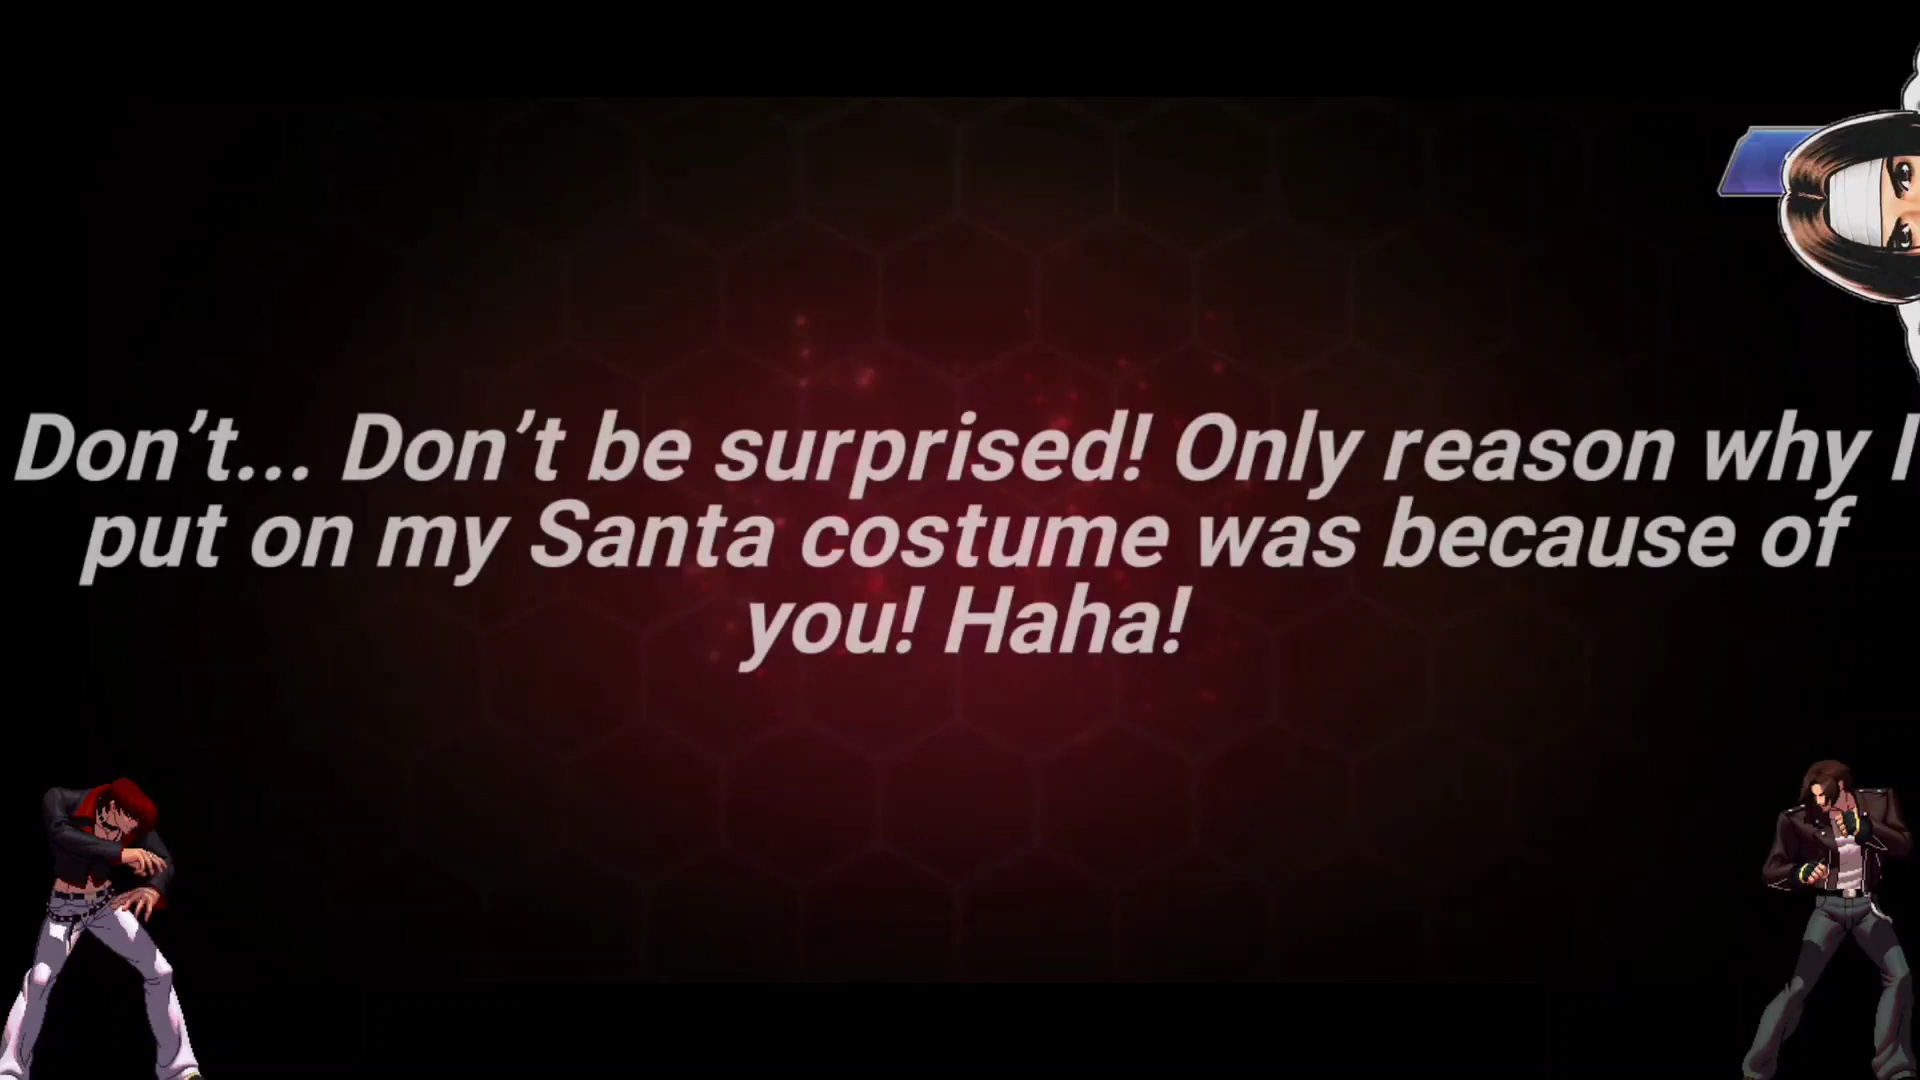 Don’t... Don’t be surprised! Only reason why I
put on my Santa costume was because of
you! Haha!